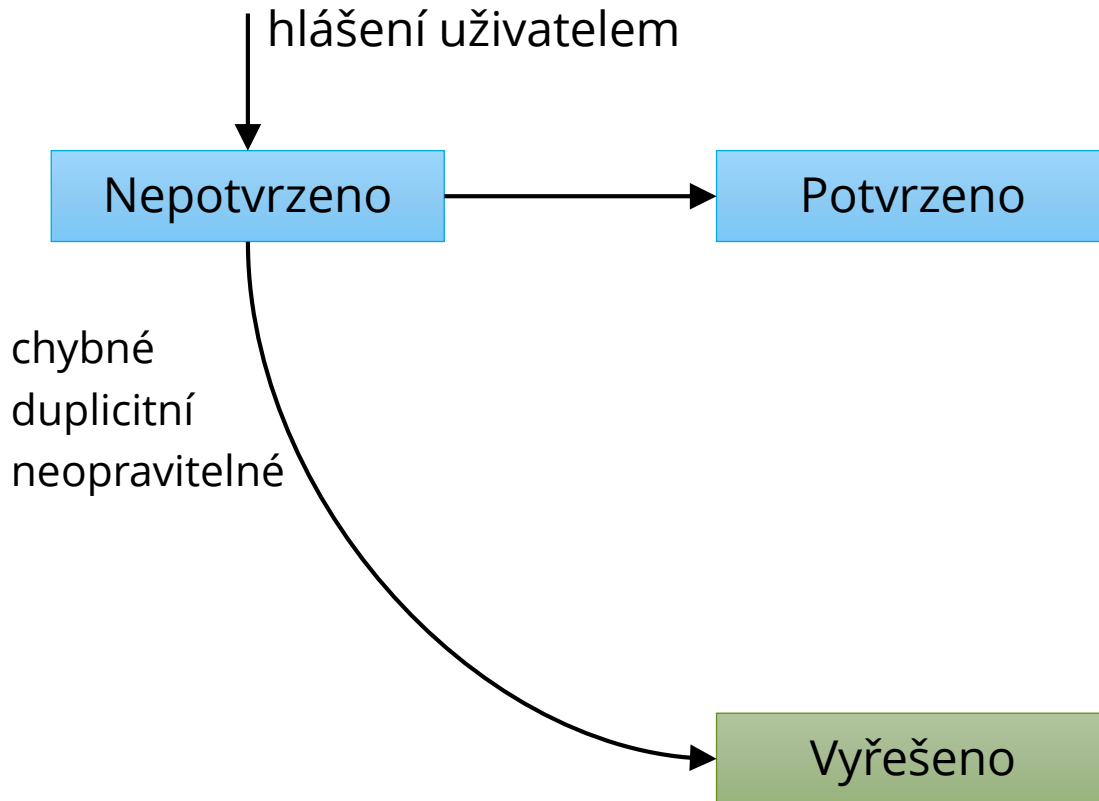 hlášení uživatelem
Nepotvrzeno
Potvrzeno
chybné
duplicitní
neopravitelné
Vyřešeno